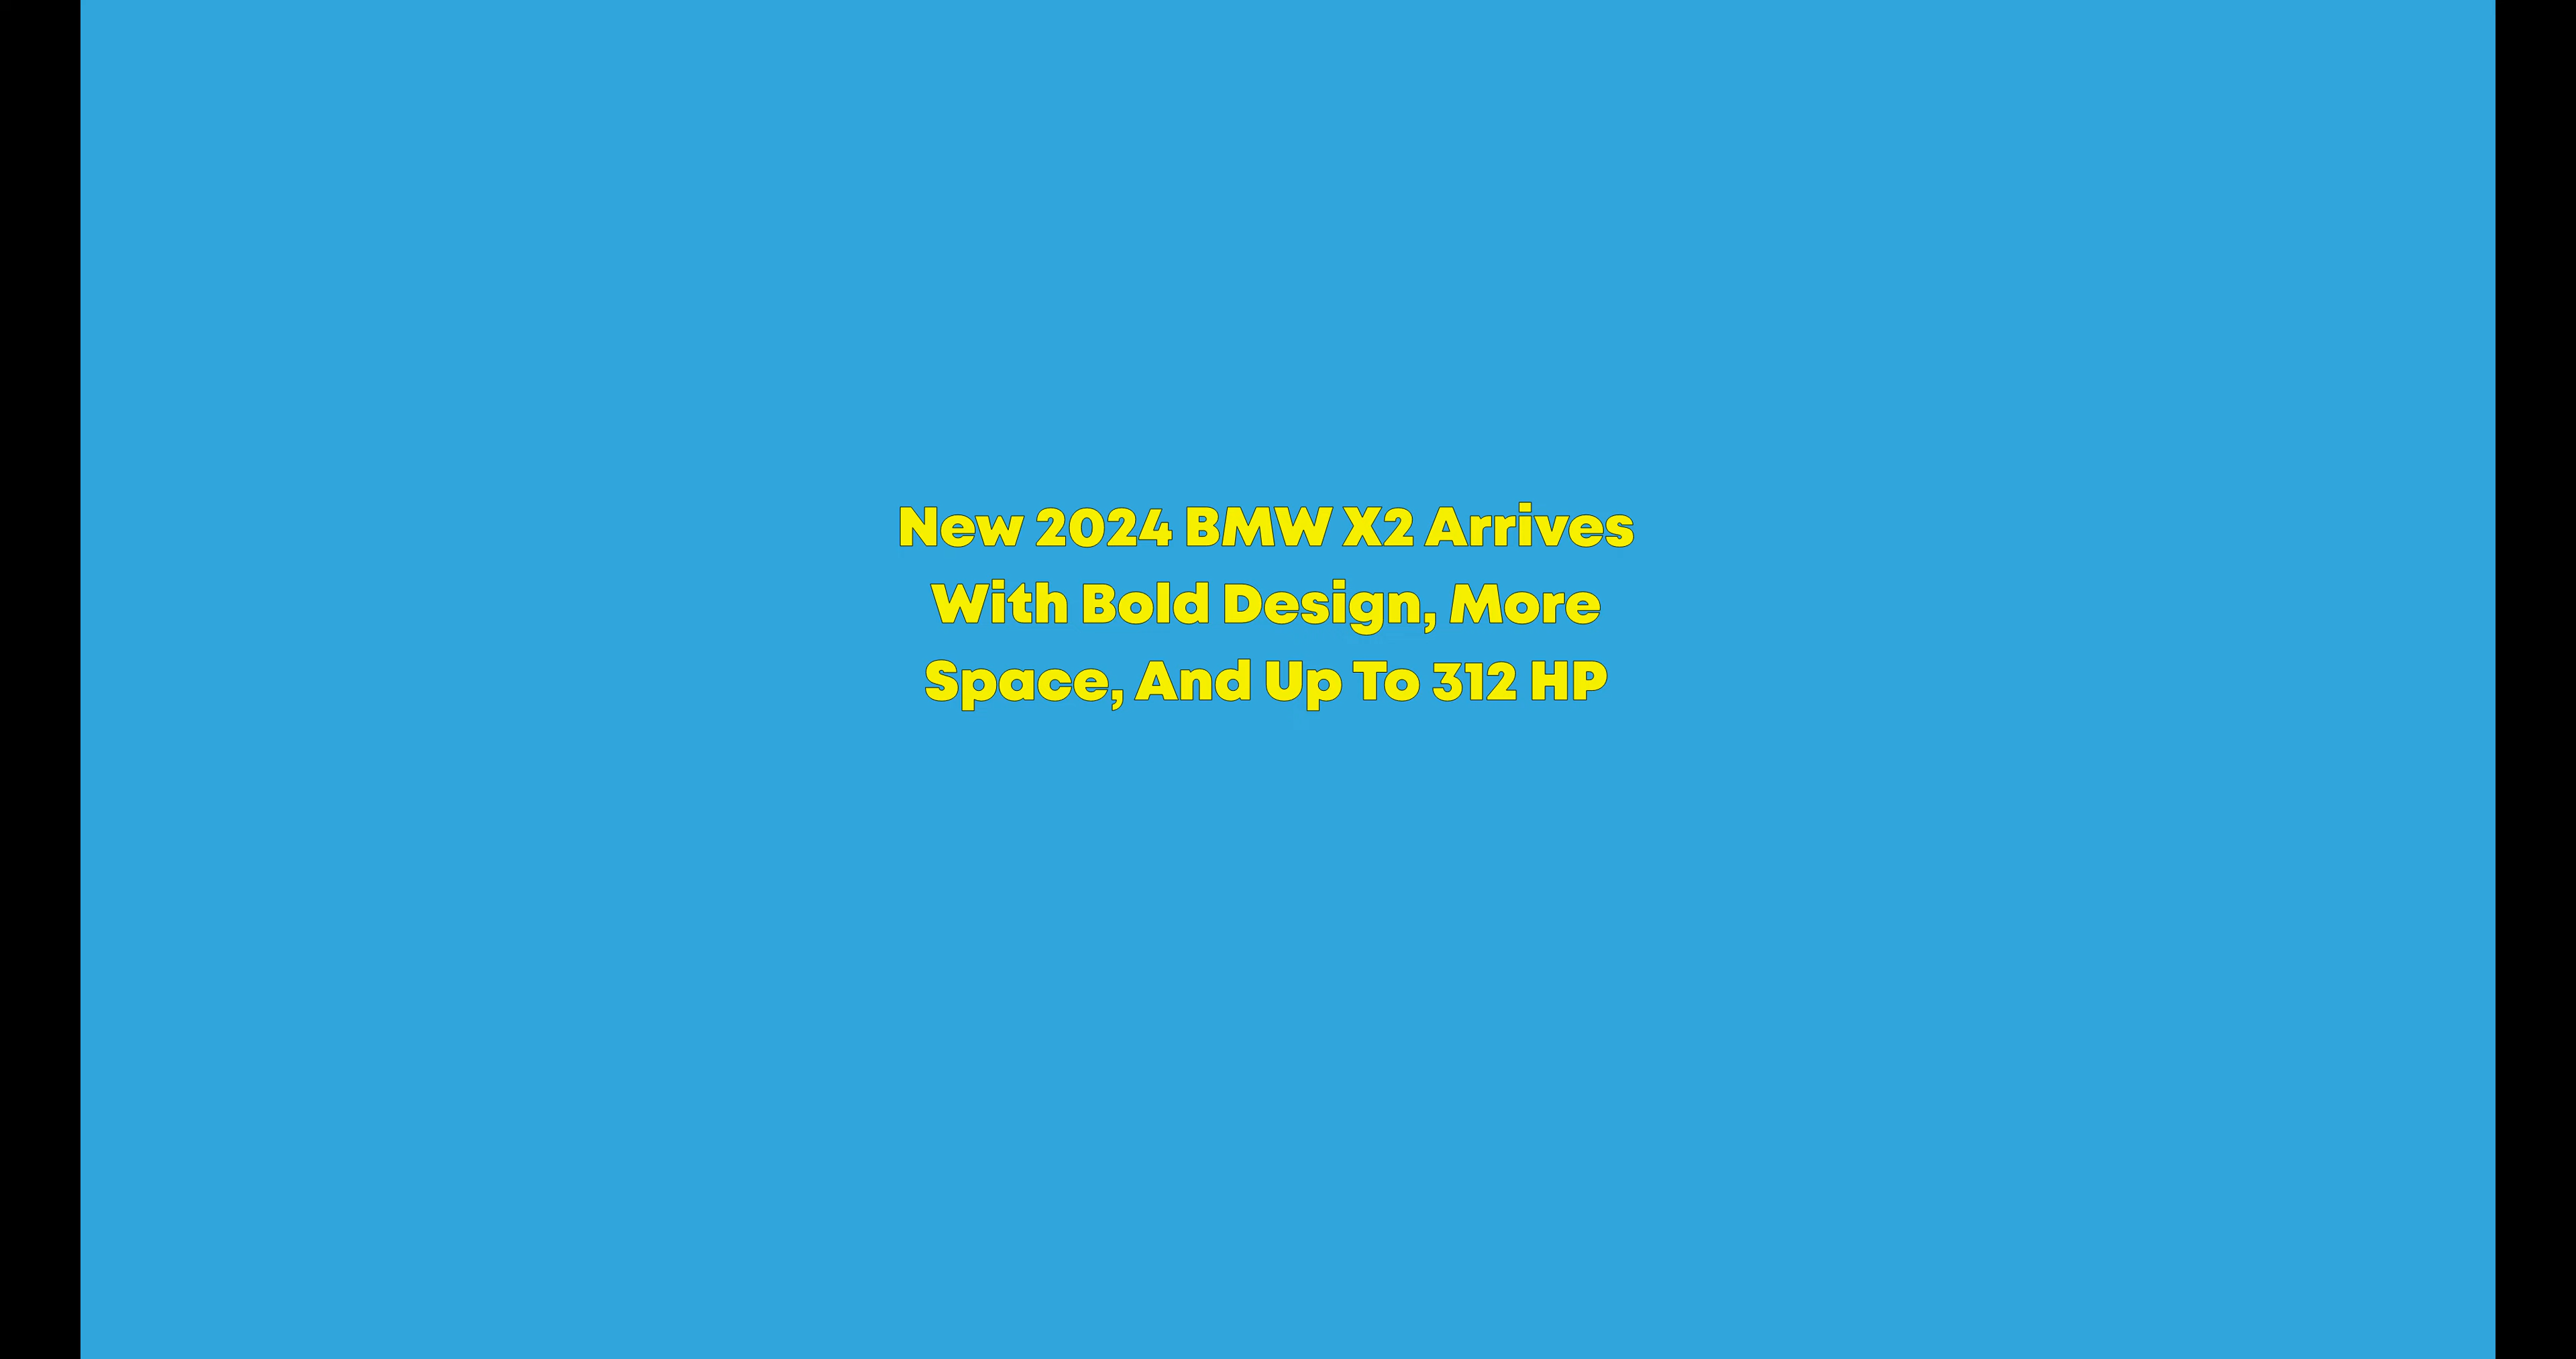 New 2024 BMW X2 Arrives
With Bold Design, More
Space, And Up To 312 HP